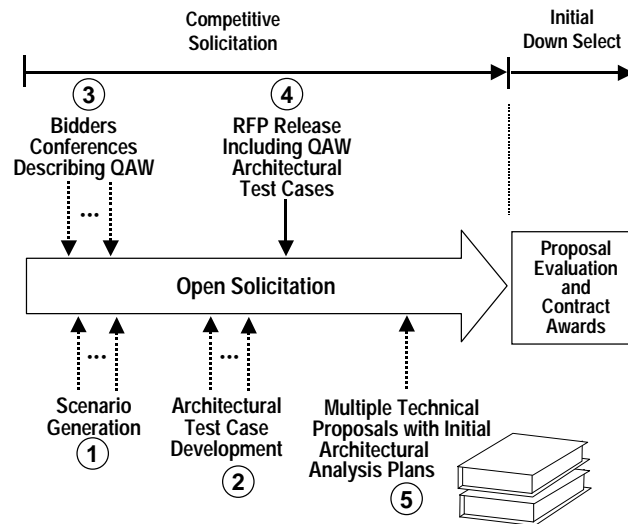 Competitive
Solicitation
Initial
Down Select
3
Bidders
Conferences
Describing QAW
...
4
RFP Release
Including QAW
Architectural
Test Cases
Open Solicitation
Proposal
Evaluation
and
Contract
Awards
...
Scenario
Generation
1
...
Architectural
Test Case
Development
2
Multiple Technical
Proposals with Initial
Architectural
Analysis Plans
5